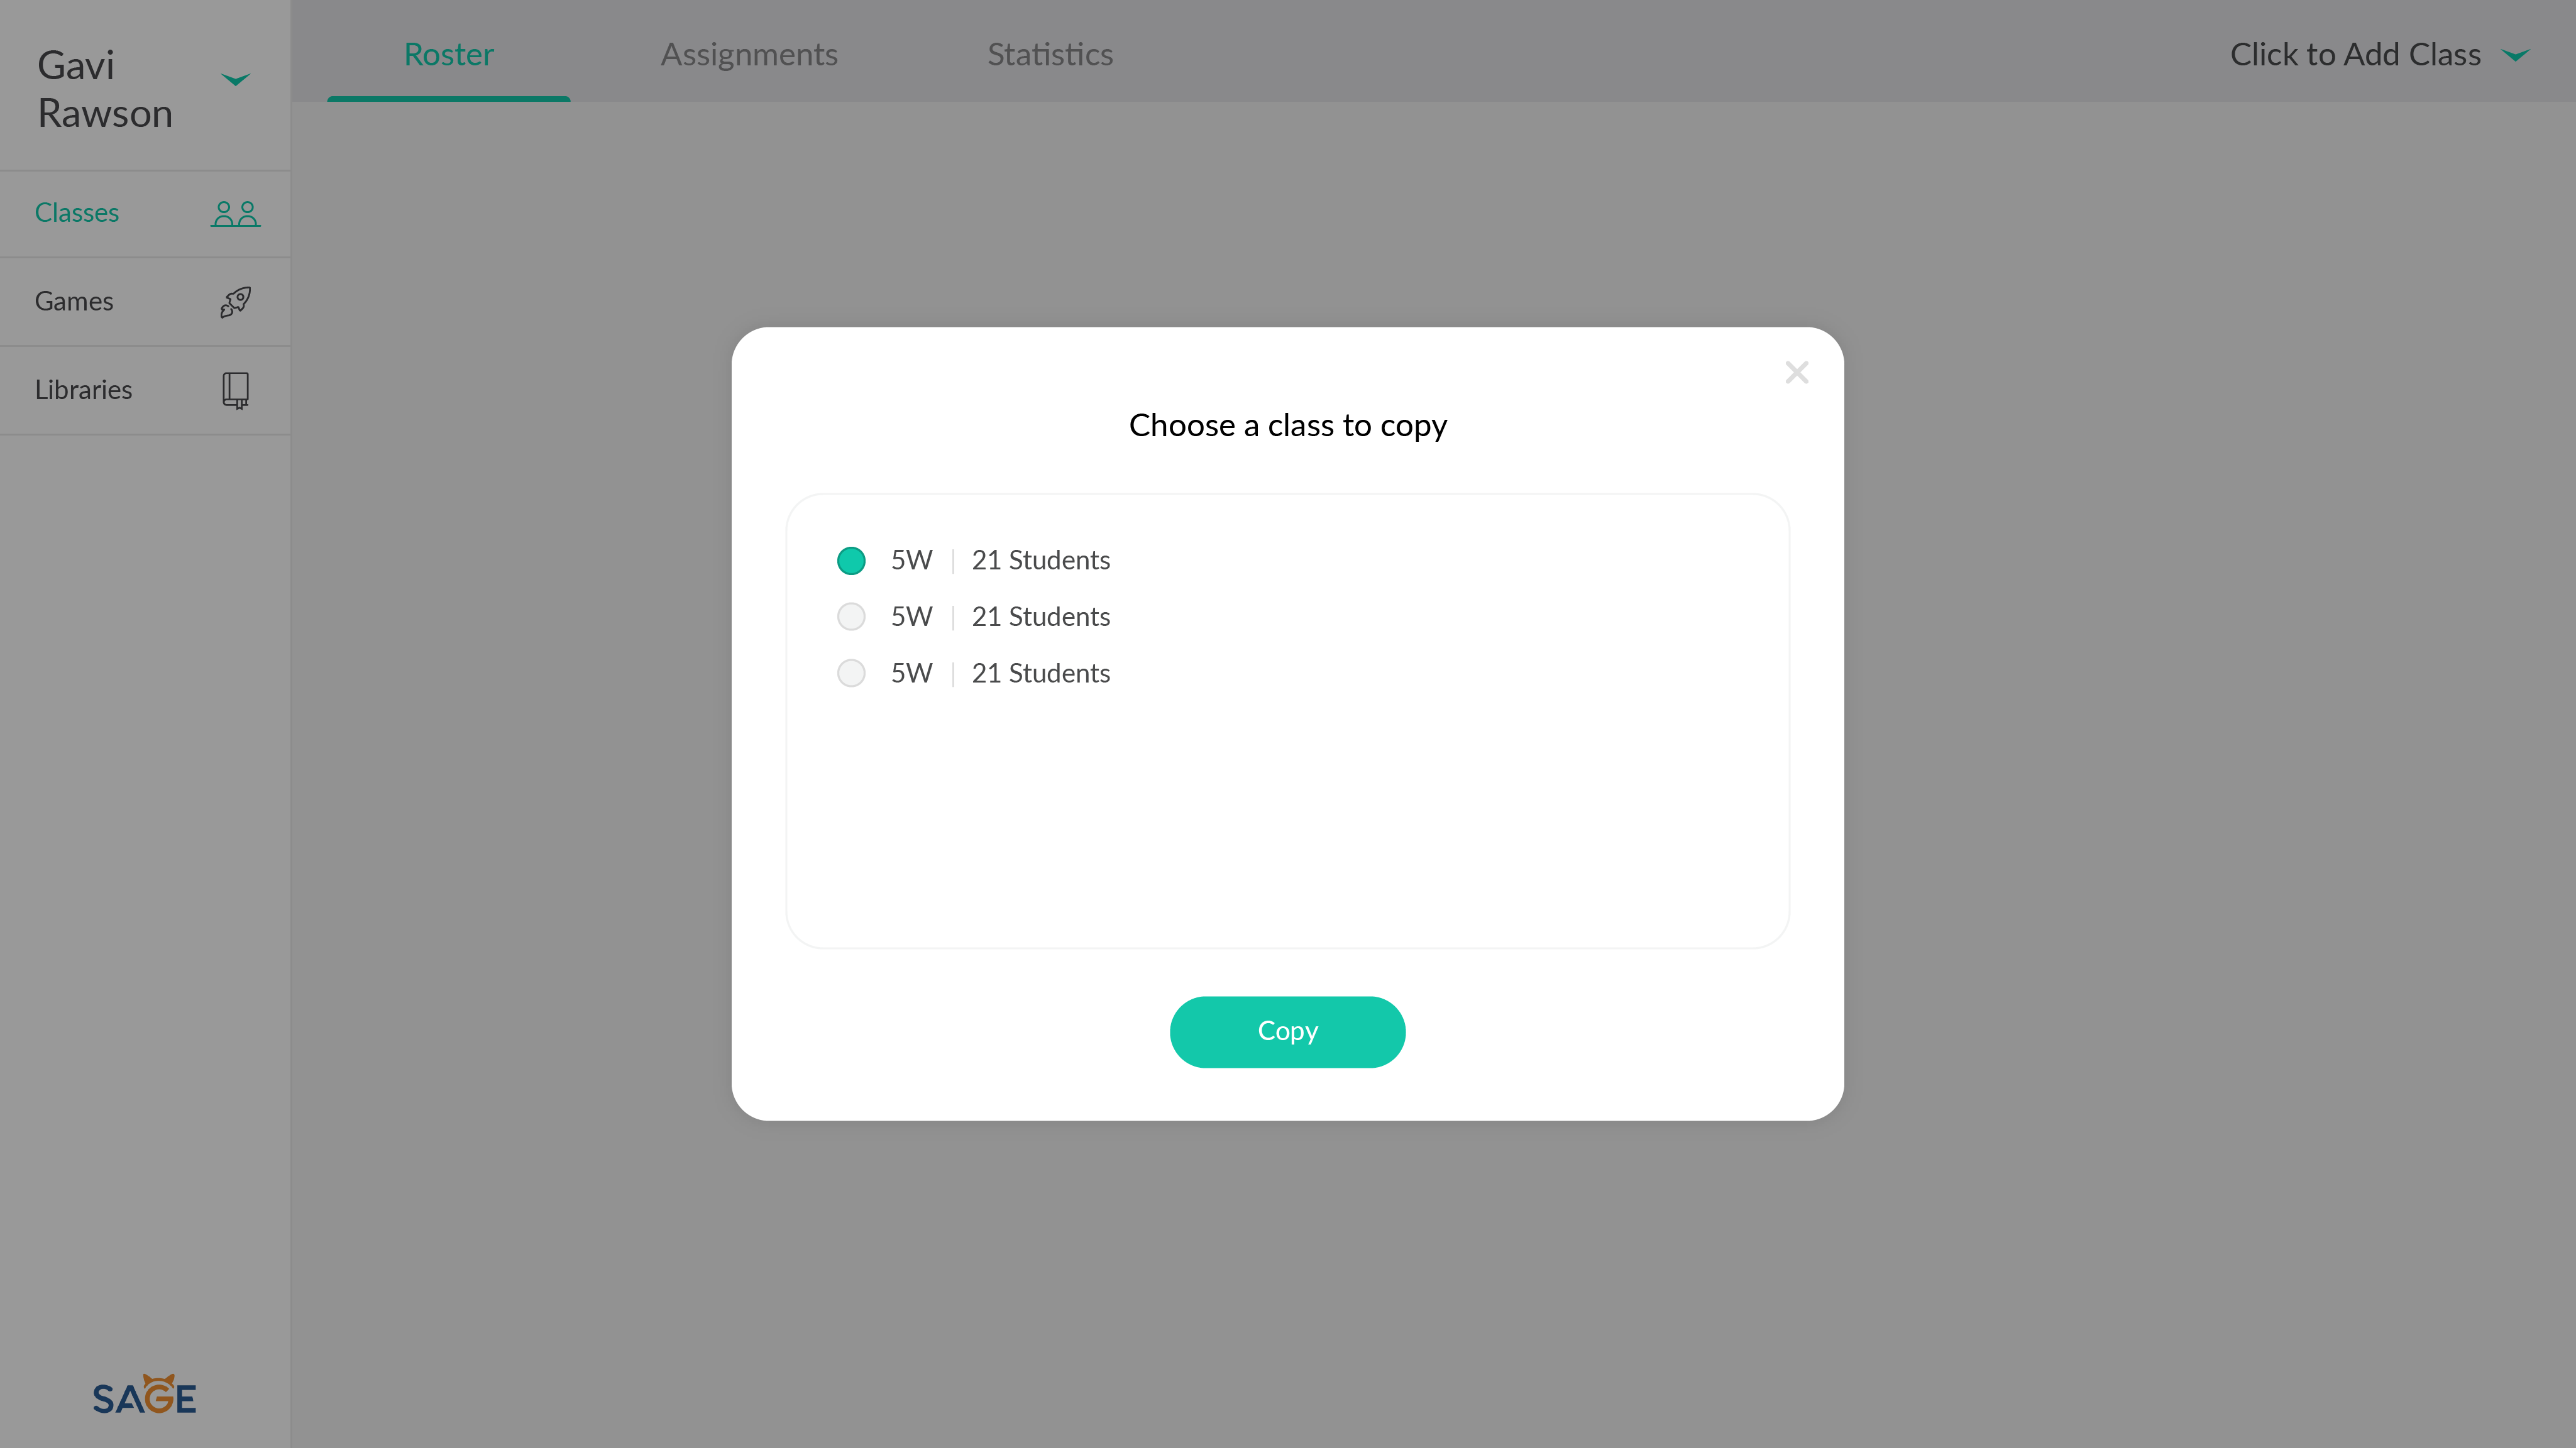 Gavi
Rawson
Roster
Assignments
Statistics
Click to Add Class
Classes
Games
Libraries
Choose a class to copy
5W | 21 Students
5W | 21 Students
5W | 21 Students
Copy
SAGE